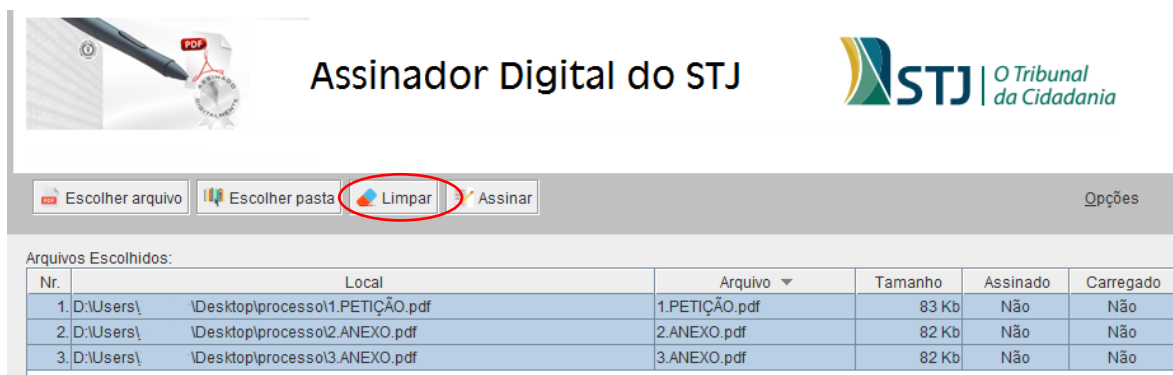 PDF
ASSINADO DIGITALMENTE
Assinador Digital do STJ
STJ O Tribunal
da Cidadania
Escolher arquivo Escolher pasta Limpar Assinar Opções
Arquivos Escolhidos:
Nr. Local Arquivo Tamanho Assinado Carregado
1. D:\Users\ \Desktop\processo\1.PETIÇÃO.pdf 1.PETIÇÃO.pdf 83 Kb Não Não
2. D:\Users\ \Desktop\processo\2.ANEXO.pdf 2.ANEXO.pdf 82 Kb Não Não
3. D:\Users\ \Desktop\processo\3.ANEXO.pdf 3.ANEXO.pdf 82 Kb Não Não